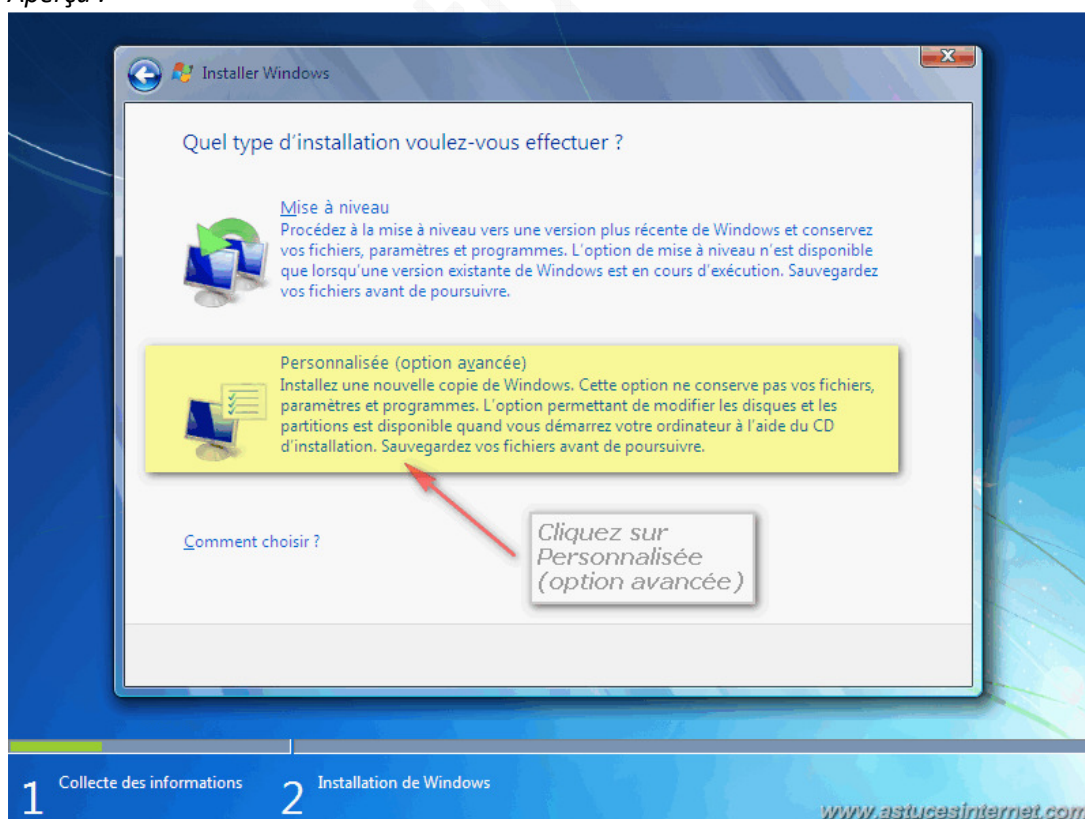 Aperçu :
Installer Windows
Quel type d'installation voulez-vous effectuer ?
Mise à niveau
Procédez à la mise à niveau vers une version plus récente de Windows et conservez
vos fichiers, paramètres et programmes. L'option de mise à niveau n'est disponible
que lorsqu'une version existante de Windows est en cours d'exécution. Sauvegardez
vos fichiers avant de poursuivre.
Personnalisée (option avancée)
Installez une nouvelle copie de Windows. Cette option ne conserve pas vos fichiers,
paramètres et programmes. L'option permettant de modifier les disques et les
partitions est disponible quand vous démarrez votre ordinateur à l'aide du CD
d'installation. Sauvegardez vos fichiers avant de poursuivre.
Cliquez sur
Personnalisée
(option avancée)
Comment choisir ?
1 Collecte des informations 2 Installation de Windows
www.astucesinternet.com